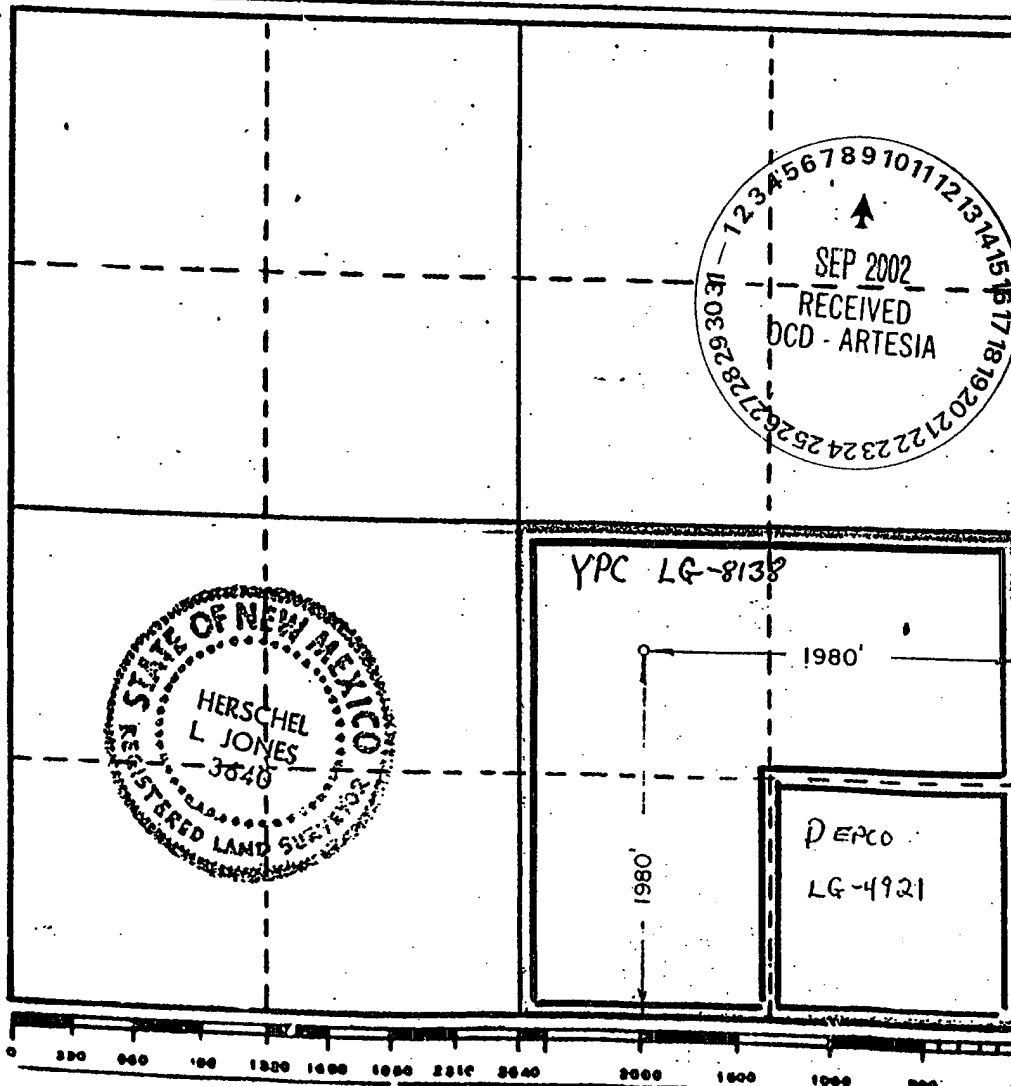 1 2 3 4 5 6 7 8 9 10 11 12 13 14 15 16 17 18 19 20 21 22 23 24 25 26 27 28 29 30 31
SEP 2002
RECEIVED
OCD - ARTESIA
YPC LG-8138
1980'
STATE OF NEW MEXICO
HERSCHEL
L. JONES
3640
REGISTERED LAND SURVEYOR
1980'
DEPCO
LG-4921
0 330 660 1320 1980 2310 2640 2000 1500 1000